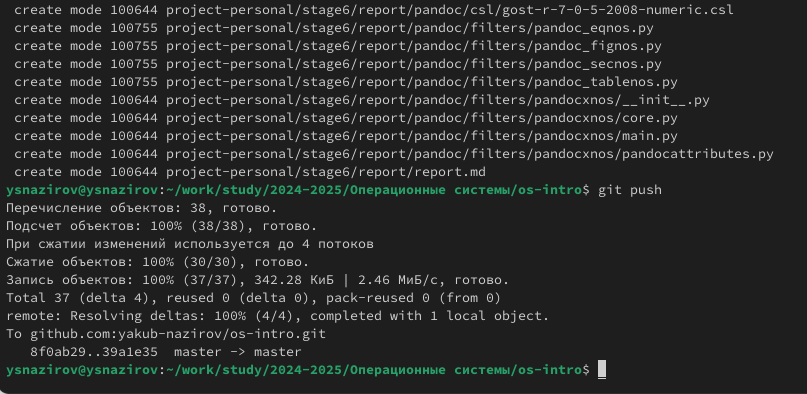 create mode 100644 project-personal/stage6/report/pandoc/csl/gost-r-7-0-5-2008-numeric.csl
create mode 100755 project-personal/stage6/report/pandoc/filters/pandoc_eqnos.py
create mode 100755 project-personal/stage6/report/pandoc/filters/pandoc_fignos.py
create mode 100755 project-personal/stage6/report/pandoc/filters/pandoc_secnos.py
create mode 100755 project-personal/stage6/report/pandoc/filters/pandoc_tablenos.py
create mode 100644 project-personal/stage6/report/pandoc/filters/pandocxnos/__init__.py
create mode 100644 project-personal/stage6/report/pandoc/filters/pandocxnos/core.py
create mode 100644 project-personal/stage6/report/pandoc/filters/pandocxnos/main.py
create mode 100644 project-personal/stage6/report/pandoc/filters/pandocxnos/pandocattributes.py
create mode 100644 project-personal/stage6/report/report.md
ysnazirov@ysnazirov:~/work/study/2024-2025/Операционные системы/os-intro$ git push
Перечисление объектов: 38, готово.
Подсчет объектов: 100% (38/38), готово.
При сжатии изменений используется до 4 потоков
Сжатие объектов: 100% (30/30), готово.
Запись объектов: 100% (37/37), 342.28 КиБ | 2.46 МиБ/с, готово.
Total 37 (delta 4), reused 0 (delta 0), pack-reused 0 (from 0)
remote: Resolving deltas: 100% (4/4), completed with 1 local object.
To github.com:yakub-nazirov/os-intro.git
8f0ab29..39a1e35  master -> master
ysnazirov@ysnazirov:~/work/study/2024-2025/Операционные системы/os-intro$